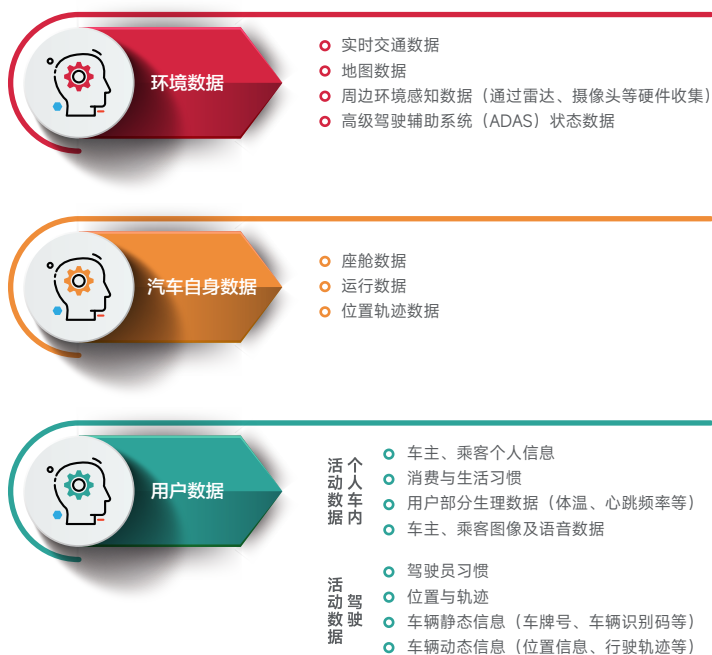 环境数据
实时交通数据
地图数据
周边环境感知数据（通过雷达、摄像头等硬件收集）
高级驾驶辅助系统（ADAS）状态数据
汽车自身数据
座舱数据
运行数据
位置轨迹数据
用户数据
个人车内
活动数据
车主、乘客个人信息
消费与生活习惯
用户部分生理数据（体温、心跳频率等）
车主、乘客图像及语音数据
驾驶
活动数据
驾驶员习惯
位置与轨迹
车辆静态信息（车牌号、车辆识别码等）
车辆动态信息（位置信息、行驶轨迹等）